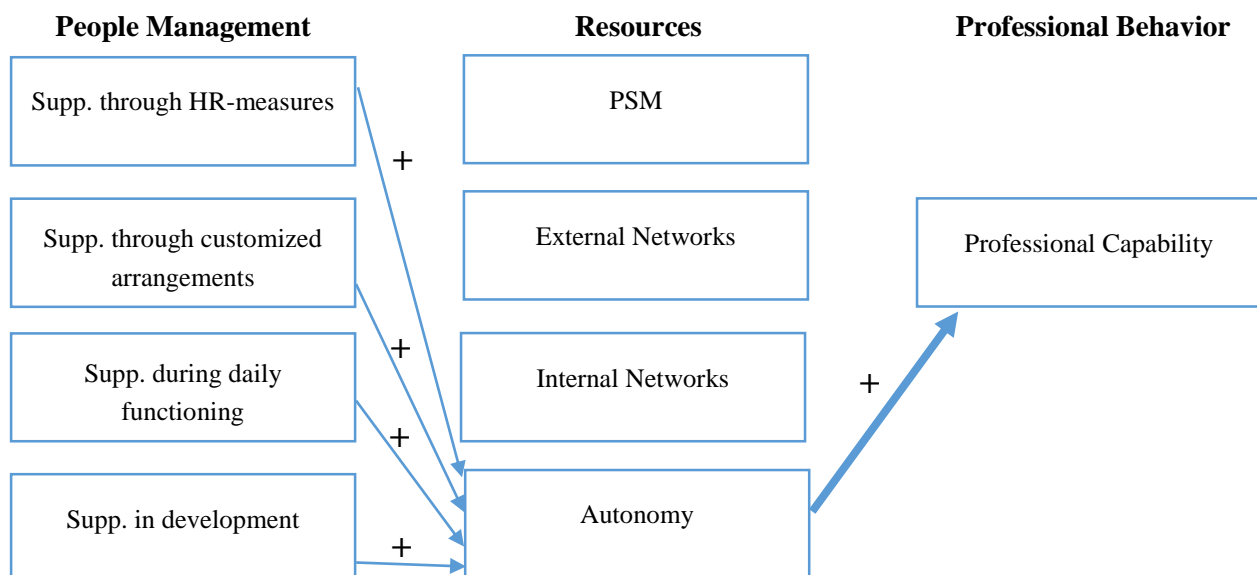 People Management
Resources
Professional Behavior
Supp. through HR-measures
PSM
+
Supp. through customized
arrangements
External Networks
Professional Capability
+
Supp. during daily
functioning
Internal Networks
+
+
Supp. in development
Autonomy
+